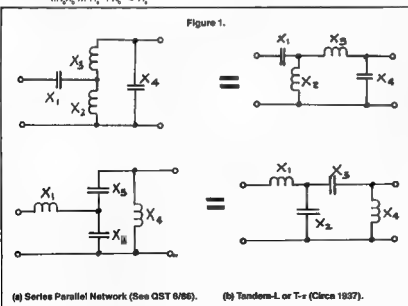 Figure 1.
X3
X1
X2
X4
=
X1
X3
X2
X4
X1
X3
X4
=
X1
X3
X2
X4
(a) Series Parallel Network (See QST 6/86).
(b) Tandem-L or T-π (Circa 1937).